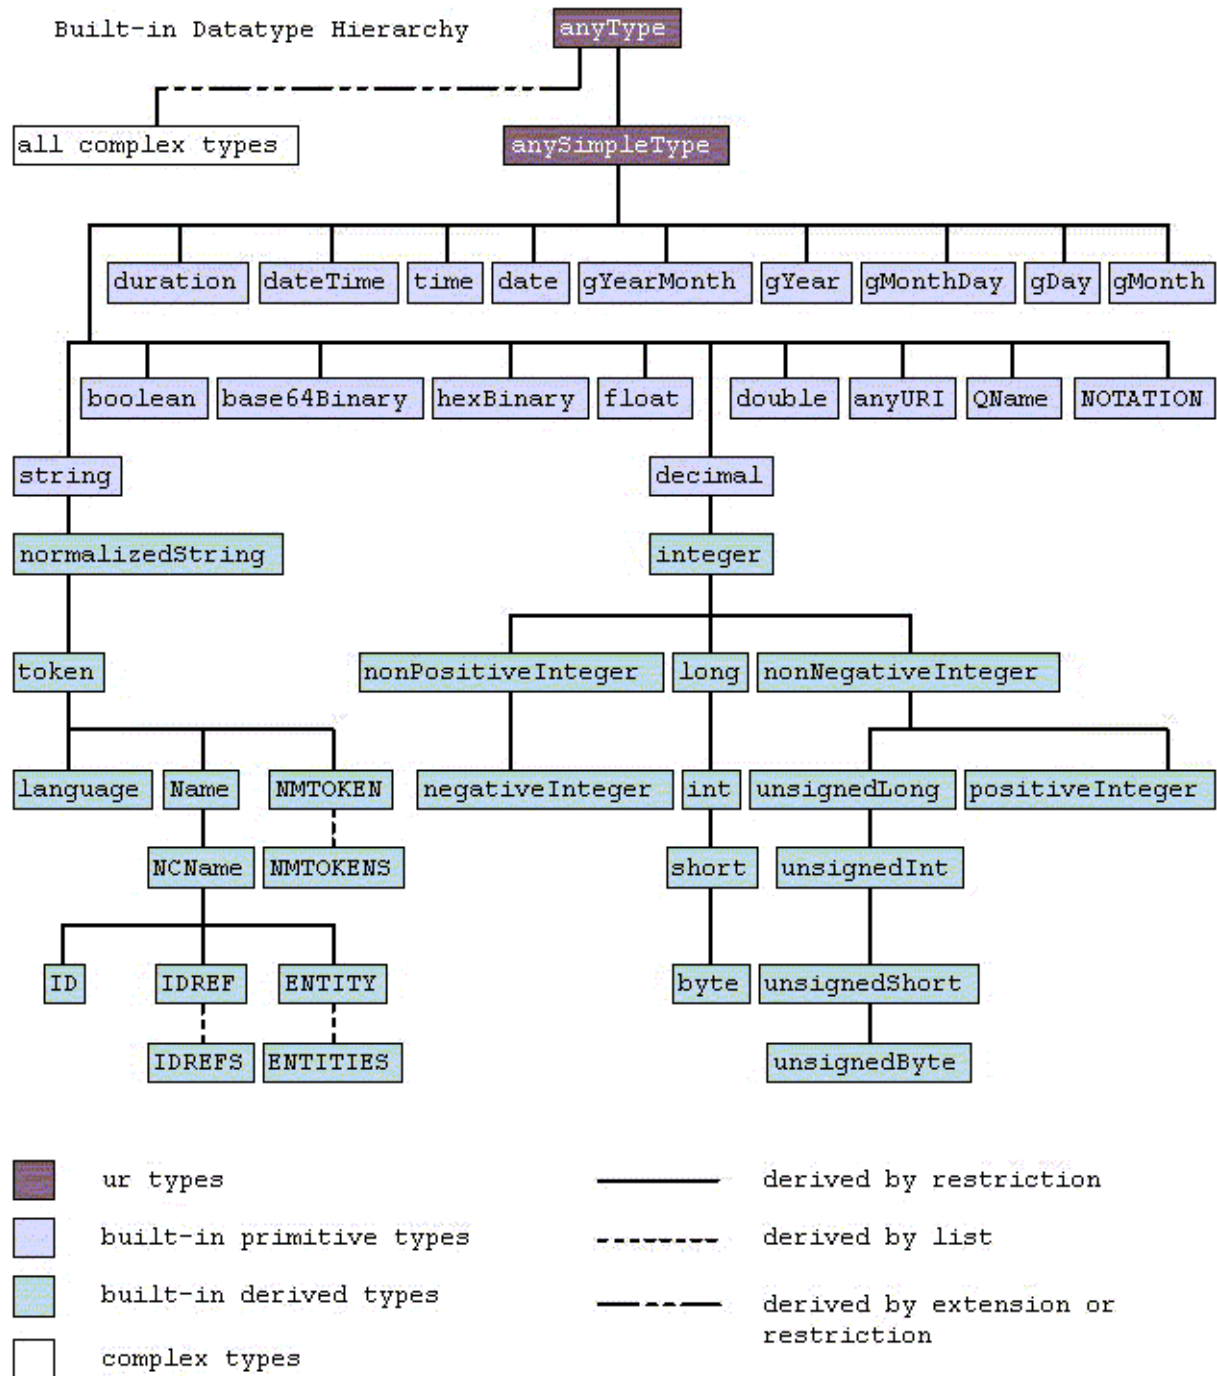 Built-in Datatype Hierarchy
anyType
all complex types
anySimpleType
duration
dateTime
time
date
gYearMonth
gYear
gMonthDay
gDay
gMonth
boolean
base64Binary
hexBinary
float
double
anyURI
QName
NOTATION
string
decimal
normalizedString
integer
token
nonPositiveInteger
long
nonNegativeInteger
language
Name
NMTOKEN
negativeInteger
int
unsignedLong
positiveInteger
NCName
NMTOKENS
short
unsignedInt
ID
IDREF
ENTITY
byte
unsignedShort
IDREFS
ENTITIES
unsignedByte
ur types
derived by restriction
built-in primitive types
derived by list
built-in derived types
derived by extension or
restriction
complex types